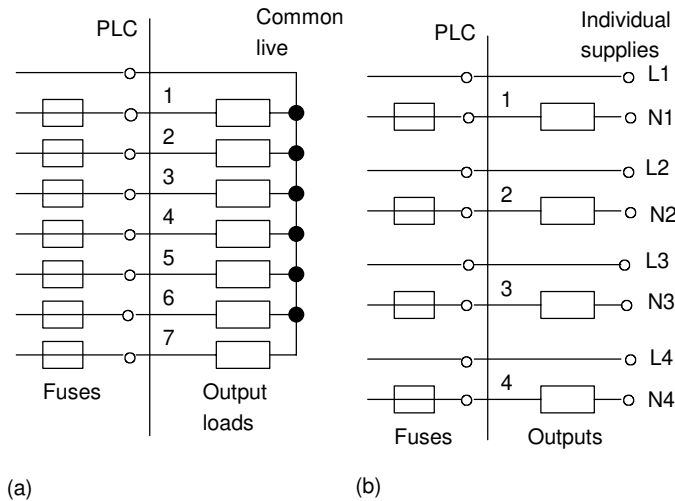 PLC
Common
live
1
2
3
4
5
6
7
Fuses
Output
loads
(a)
PLC
Individual
supplies
L1
1
N1
L2
2
N2
L3
3
N3
L4
4
N4
Fuses
Outputs
(b)